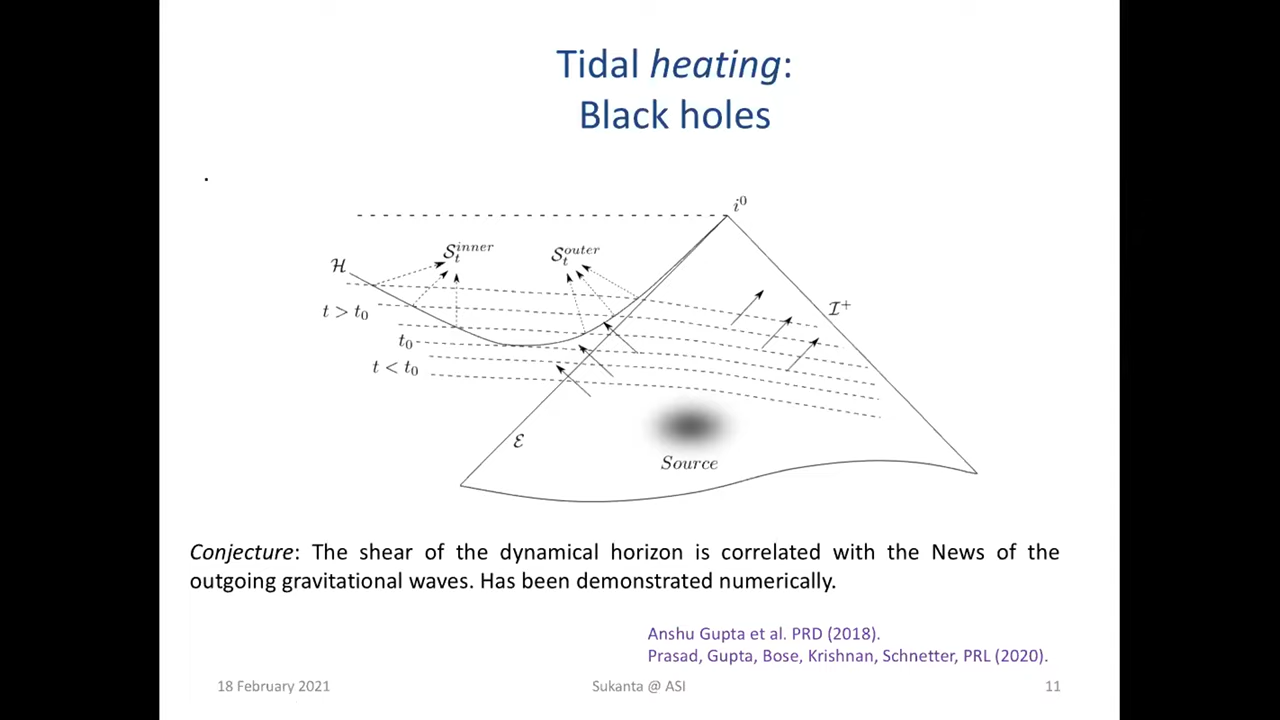 Tidal heating:
Black holes
.
i⁰
S_t^{inner}
S_t^{outer}
H
t > t₀
I⁺
t₀
t < t₀
E
Source
Conjecture: The shear of the dynamical horizon is correlated with the News of the
outgoing gravitational waves. Has been demonstrated numerically.
Anshu Gupta et al. PRD (2018).
Prasad, Gupta, Bose, Krishnan, Schnetter, PRL (2020).
18 February 2021
Sukanta @ ASI
11